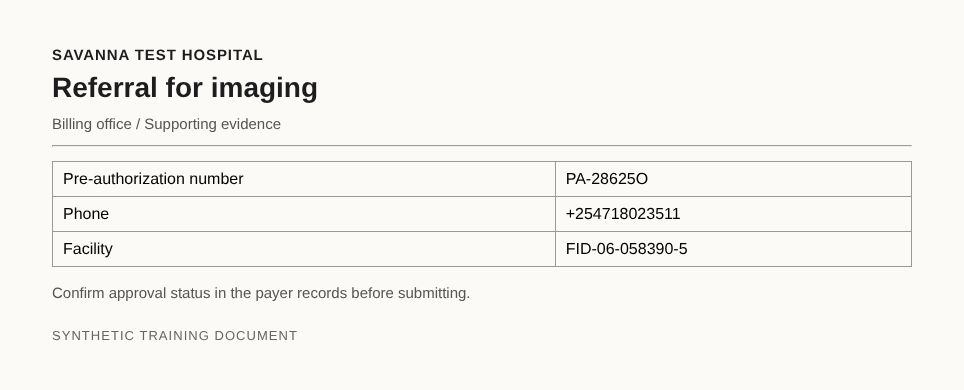 SAVANNA TEST HOSPITAL
Referral for imaging
Billing office / Supporting evidence
Pre-authorization number PA-28625O
Phone +254718023511
Facility FID-06-058390-5
Confirm approval status in the payer records before submitting.
SYNTHETIC TRAINING DOCUMENT